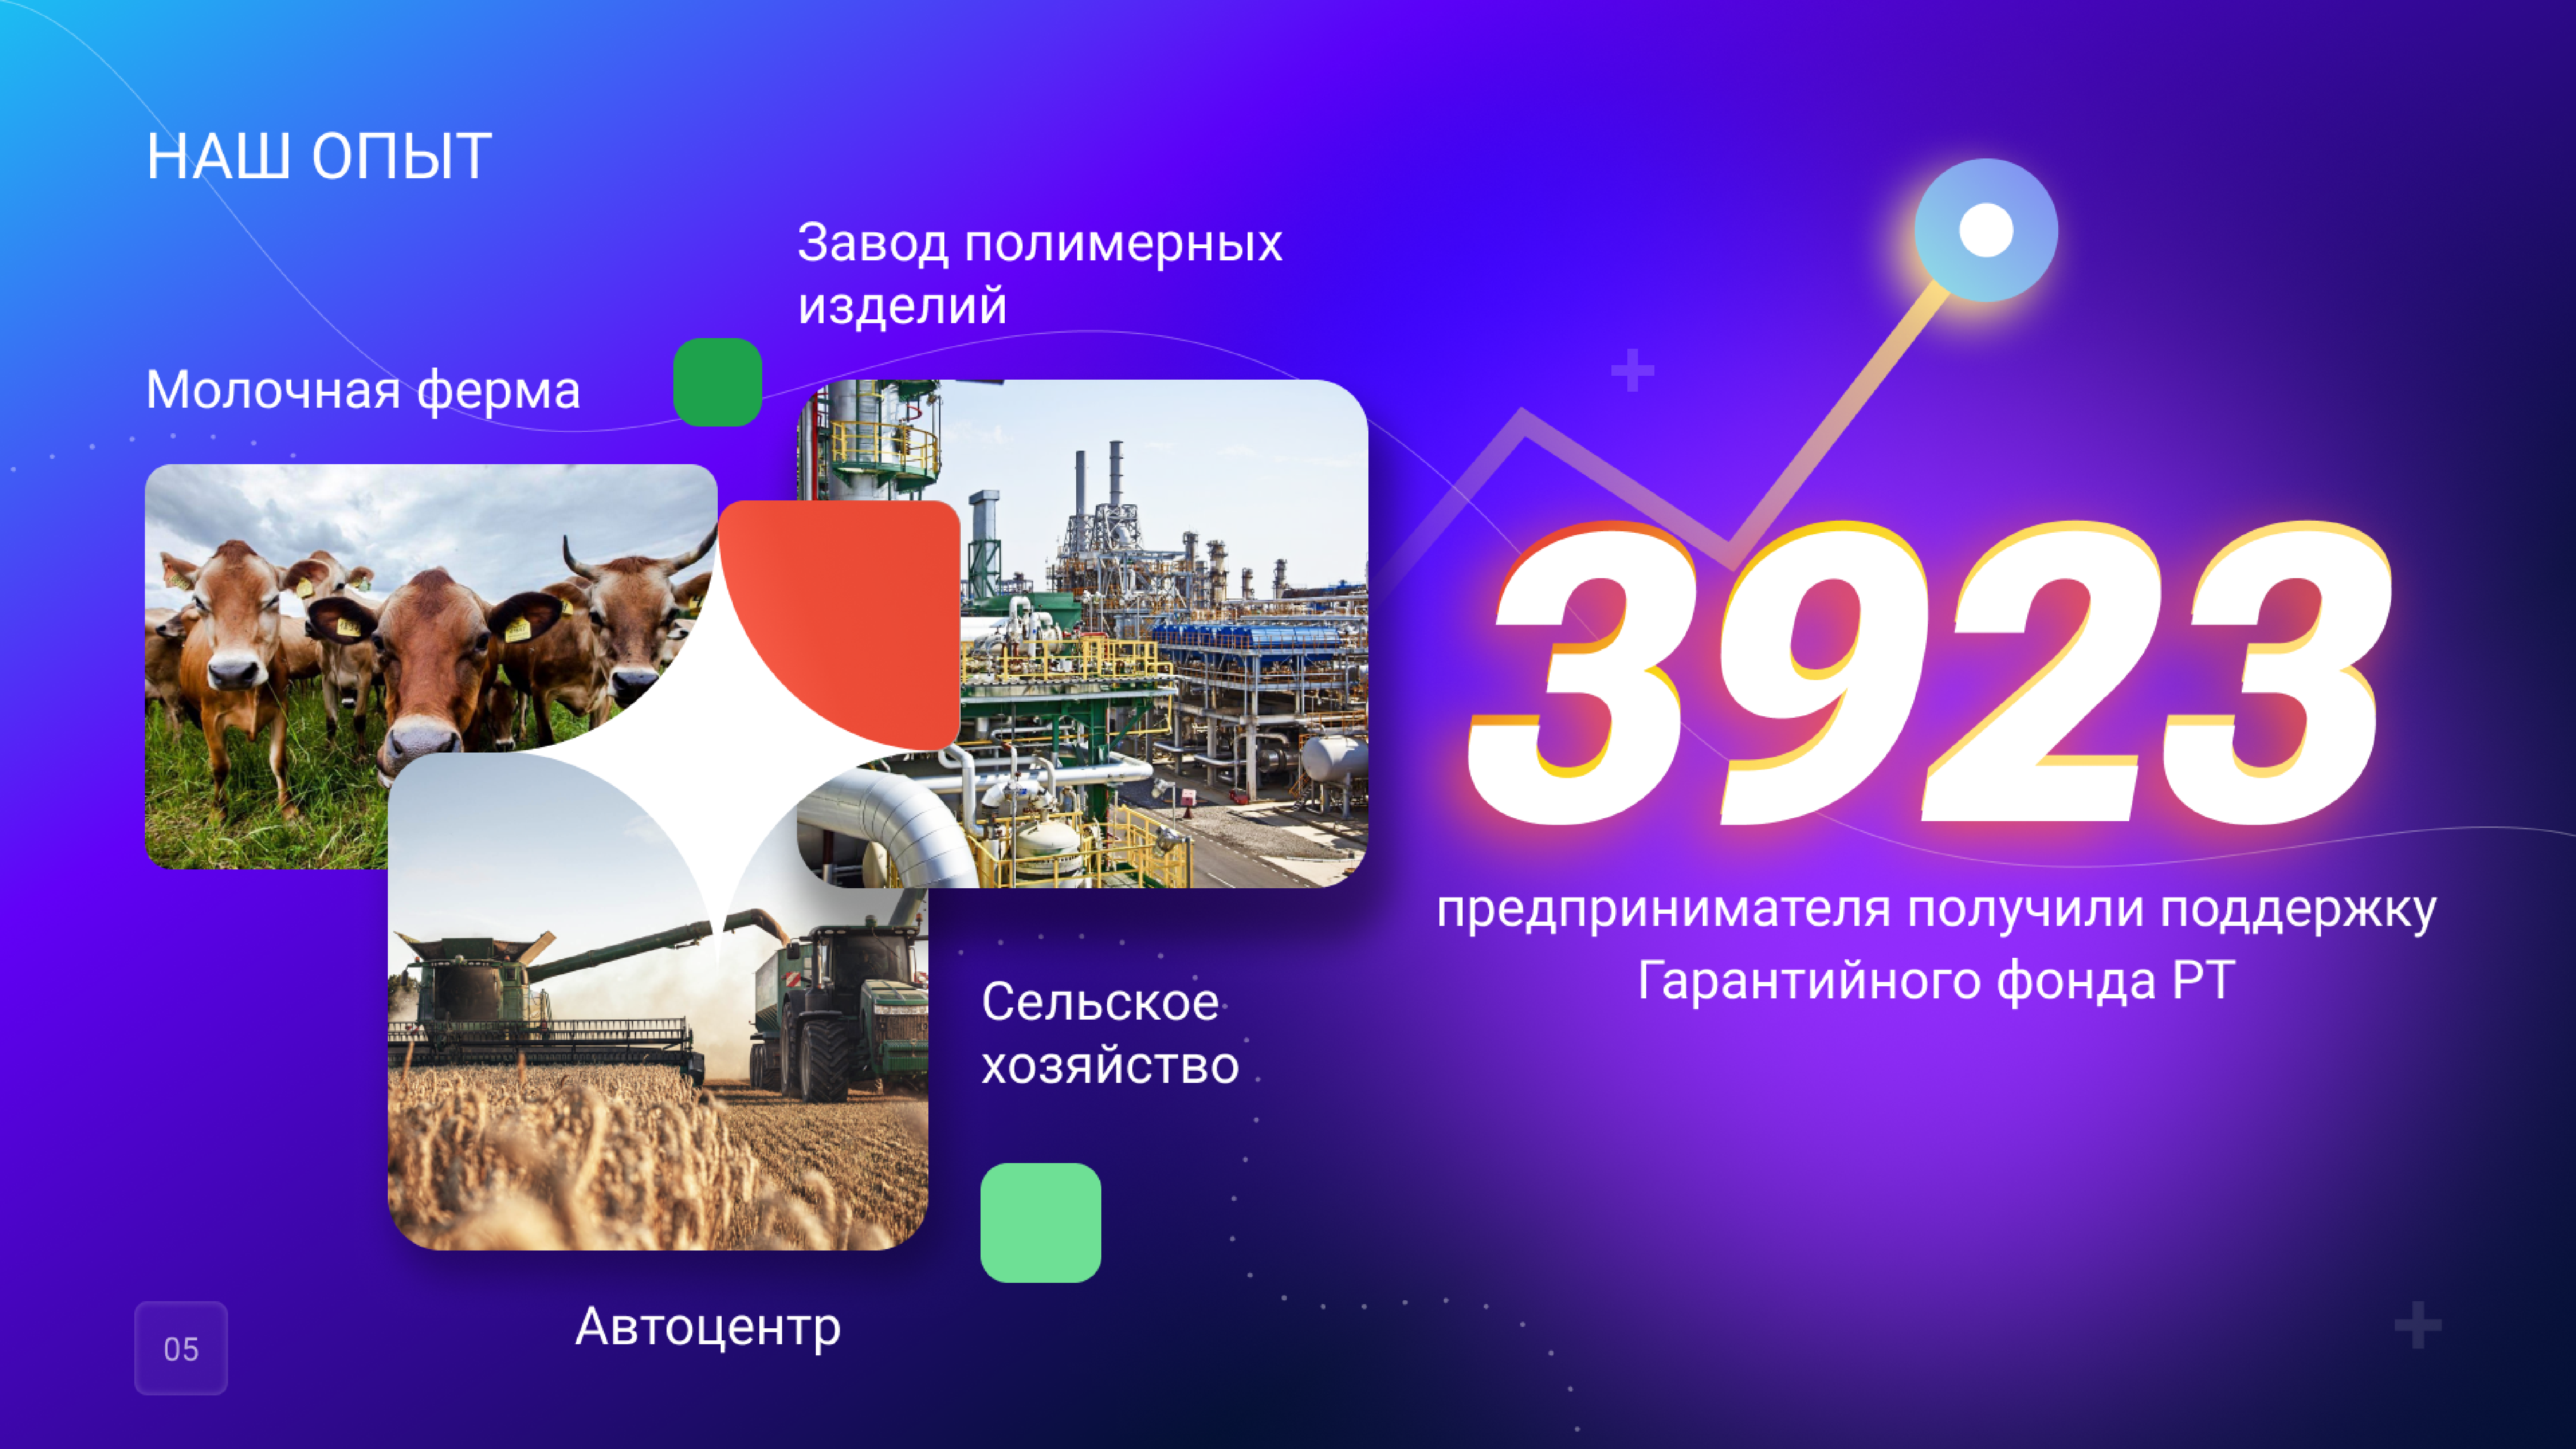 НАШ ОПЫТ
Завод полимерных
изделий
Молочная ферма
3923
предпринимателя получили поддержку
Гарантийного фонда РТ
Сельское
хозяйство
Автоцентр
05